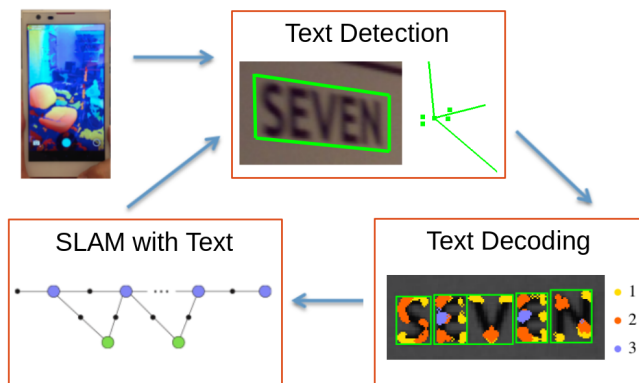 Text Detection
SEVEN
SLAM with Text
Text Decoding
SEVEN
1
2
3